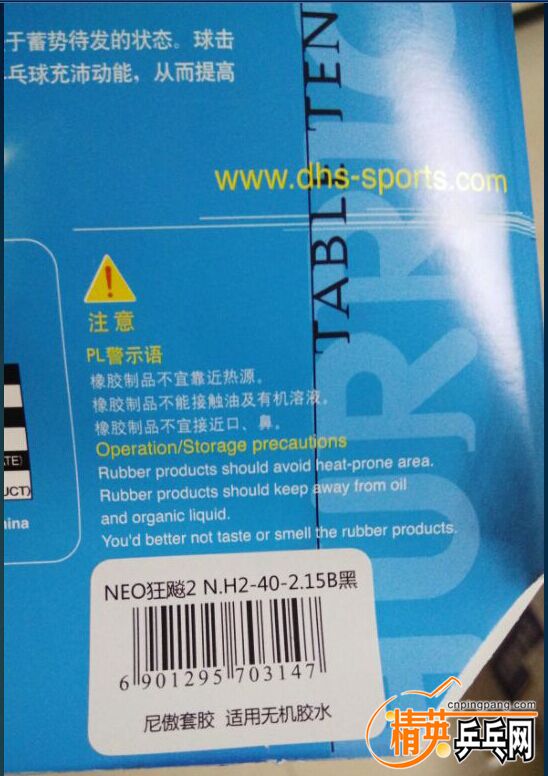 于蓄势待发的状态。球击
乒乓球充沛动能，从而提高
www.dhs-sports.com
TABLE TEN
注意
PL警示语
橡胶制品不宜靠近热源。
橡胶制品不能接触油及有机溶液。
橡胶制品不宜接近口、鼻。
Operation/Storage precautions
Rubber products should avoid heat-prone area.
Rubber products should keep away from oil
and organic liquid.
You'd better not taste or smell the rubber products.
ATE)
UCT)
hina
NEO狂飚2 N.H2-40-2.15B黑
6 901295 703147
尼傲套胶 适用无机胶水
cnpingpang.com
精英乒乓网